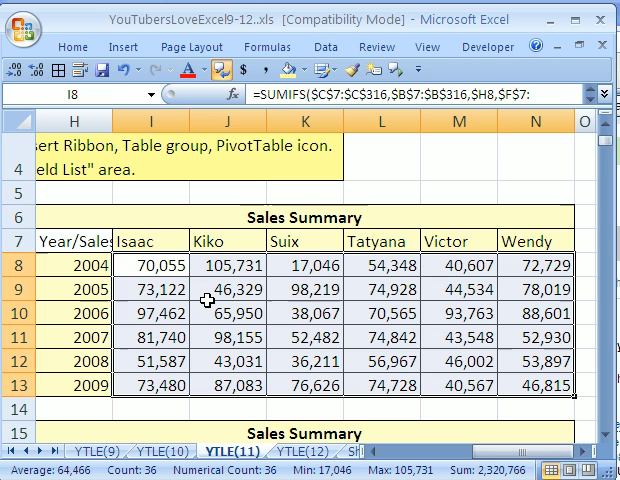 YouTubersLoveExcel9-12..xls [Compatibility Mode] - Microsoft Excel
Home Insert Page Layout Formulas Data Review View Developer
I8 fx =SUMIFS($C$7:$C$316,$B$7:$B$316,$H8,$F$7:
H I J K L M N O
ert Ribbon, Table group, PivotTable icon.
4 eld List" area.
5
6 Sales Summary
7 Year/Sales Isaac Kiko Suix Tatyana Victor Wendy
8 2004 70,055 105,731 17,046 54,348 40,607 72,729
9 2005 73,122 46,329 98,219 74,928 44,534 78,019
10 2006 97,462 65,950 38,067 70,565 93,763 88,601
11 2007 81,740 98,155 52,482 74,842 43,548 52,930
12 2008 51,587 43,031 36,211 56,967 46,002 53,897
13 2009 73,480 87,083 76,626 74,728 40,567 46,815
14
15 Sales Summary
YTLE(9) YTLE(10) YTLE(11) YTLE(12) Sh
Average: 64,466 Count: 36 Numerical Count: 36 Min: 17,046 Max: 105,731 Sum: 2,320,766